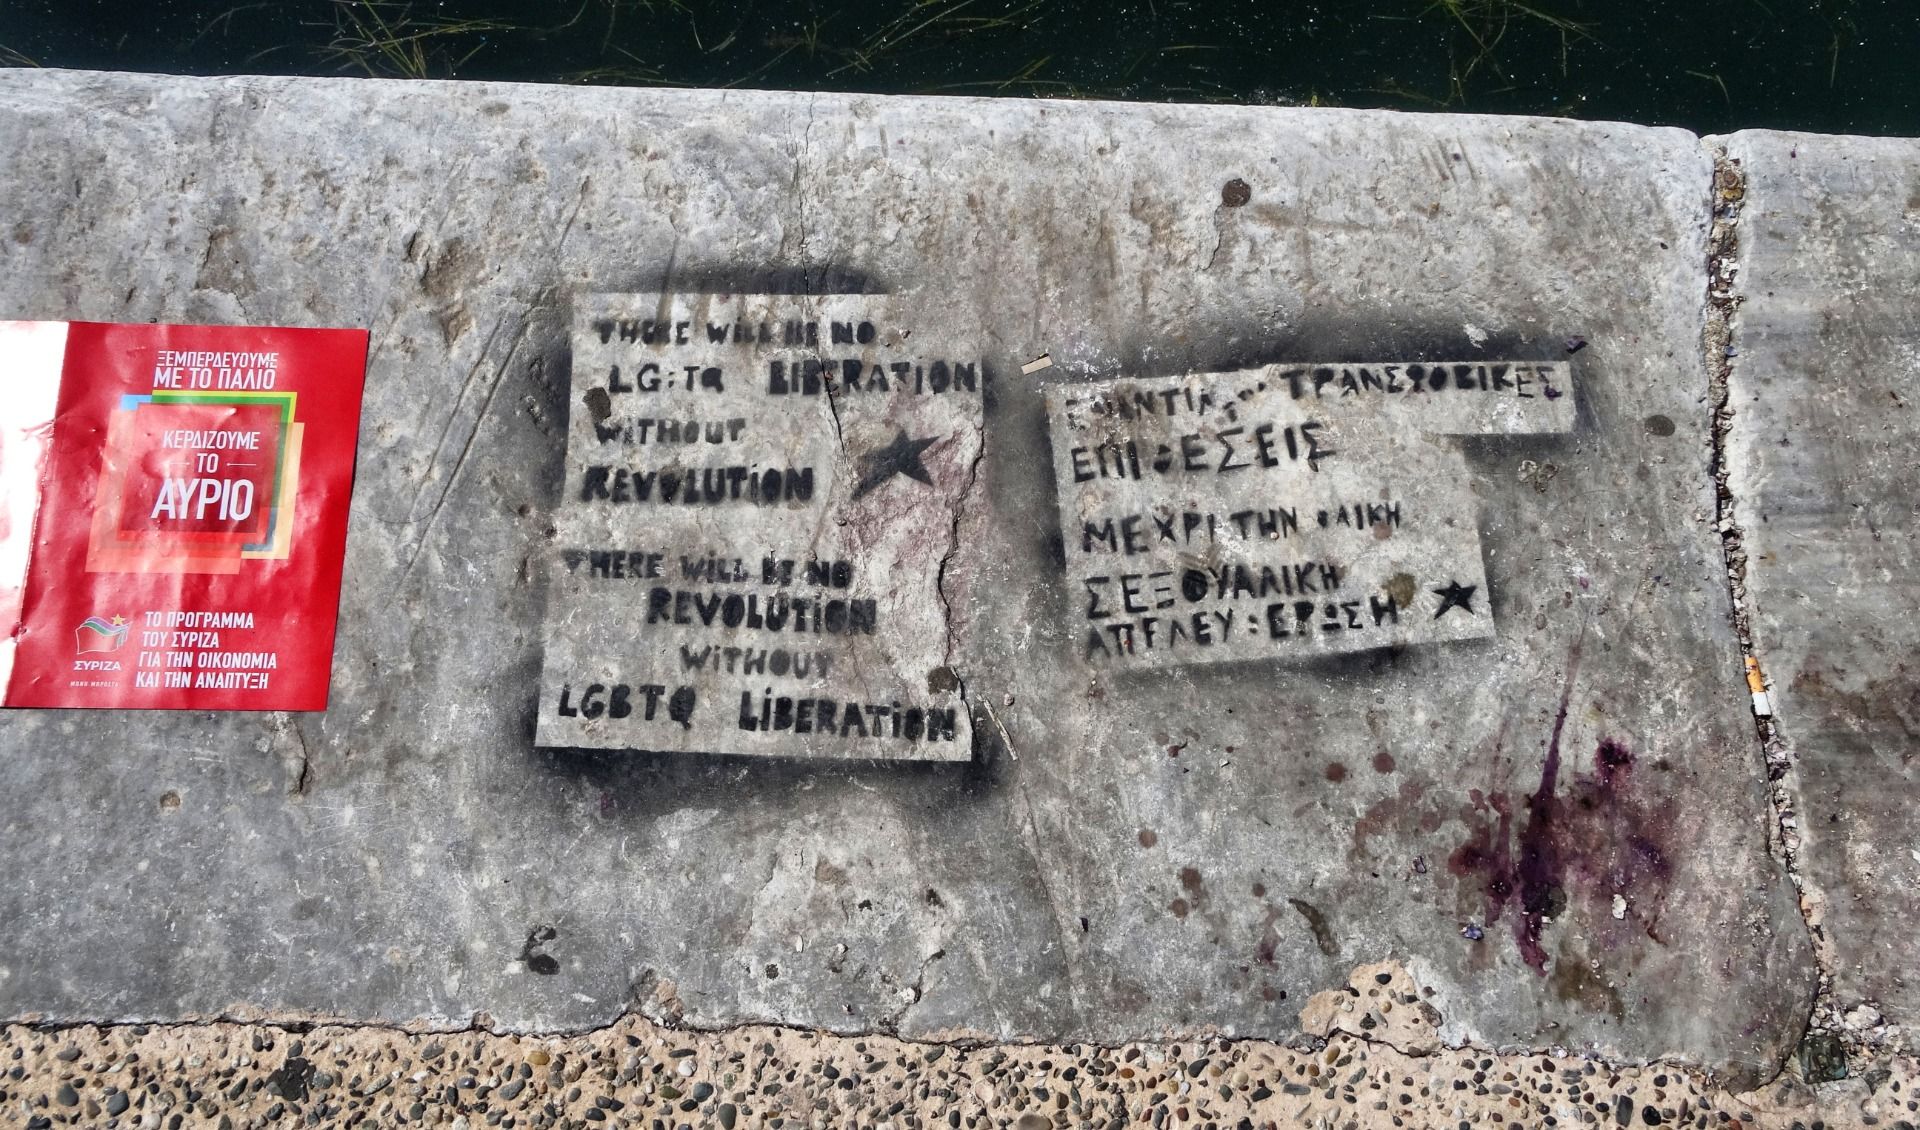 ΞΕΜΠΕΡΔΕΥΟΥΜΕ
ΜΕ ΤΟ ΠΑΛΙΟ
ΚΕΡΔΙΖΟΥΜΕ
ΤΟ
ΑΥΡΙΟ
ΣΥΡΙΖΑ
ΤΟ ΠΡΟΓΡΑΜΜΑ
ΤΟΥ ΣΥΡΙΖΑ
ΓΙΑ ΤΗΝ ΟΙΚΟΝΟΜΙΑ
ΚΑΙ ΤΗΝ ΑΝΑΠΤΥΞΗ
THERE WiLL BE NO
LGBTQ LIBERATION
WiTHOUT
REVOLUTiON
THERE WiLL BE NO
REVOLUTiON
WiTHOUT
LGBTQ LiBERATiON
ΤΡΑΝΣΦΟΒΙΚΕΣ
ΕΠΙΘΕΣΕΙΣ
ΜΕΧΡΙ ΤΗΝ ΟΛΙΚΗ
ΣΕΞΟΥΑΛΙΚΗ
ΑΠΕΛΕΥΘΕΡΩΣΗ